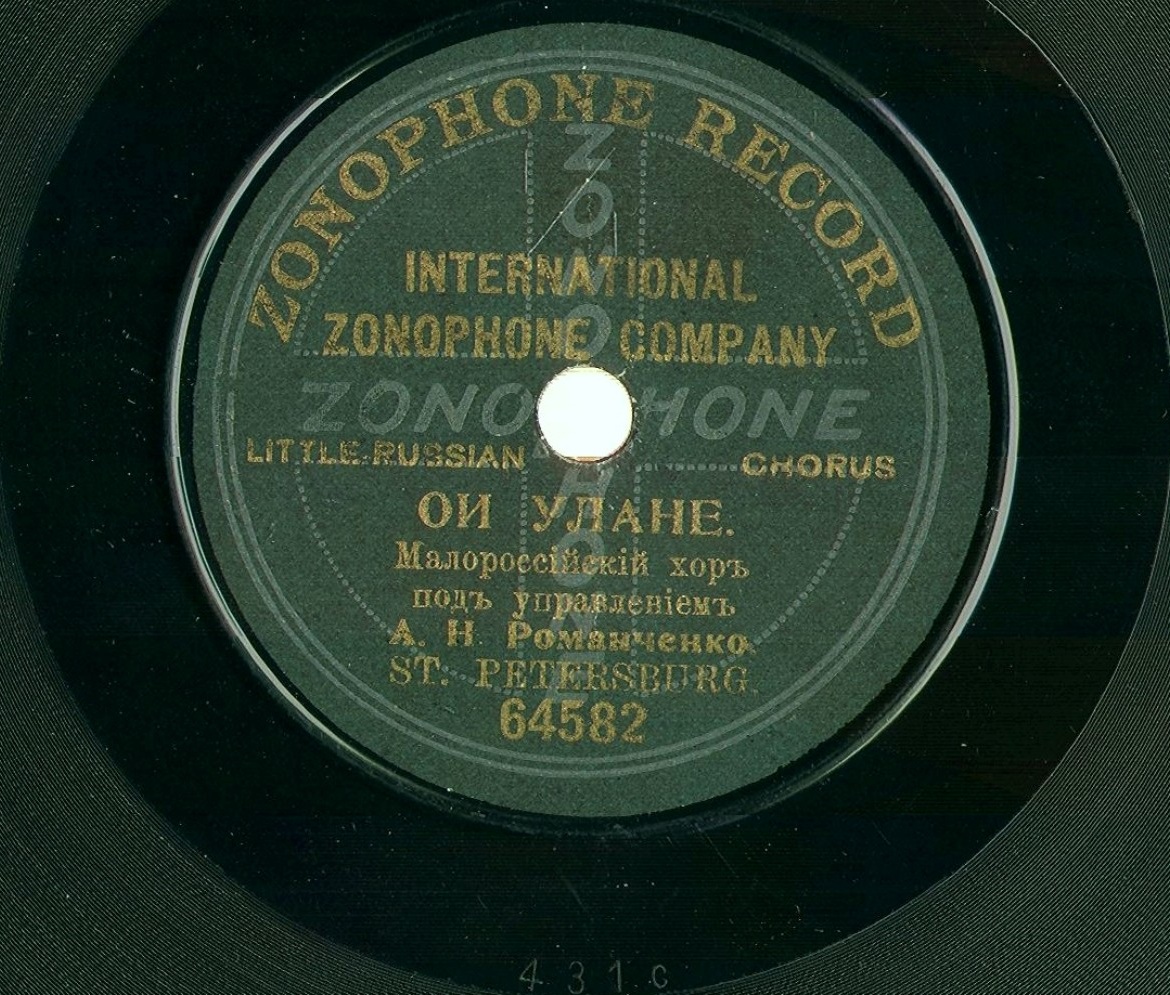 ZONOPHONE RECORD
INTERNATIONAL
ZONOPHONE COMPANY
ZONOPHONE
ZONOPHONE
LITTLE RUSSIAN CHORUS
ОИ УЛАНЕ.
Малороссійскій хоръ
подъ управленіемъ
А. Н Романченко.
ST. PETERSBURG
64582
431c